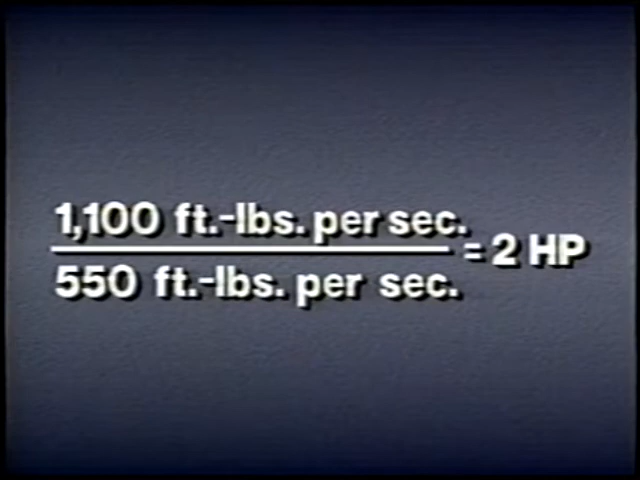 1,100 ft.-lbs. per sec.
= 2 HP
550 ft.-lbs. per sec.